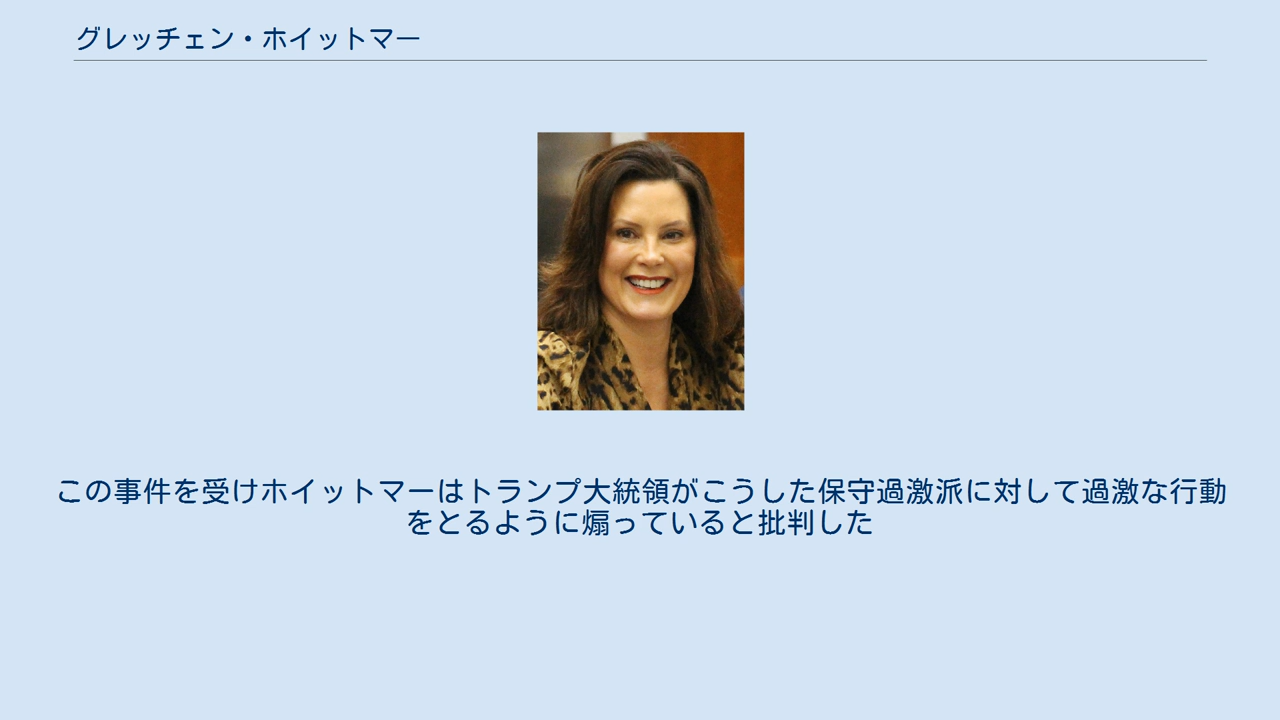 グレッチェン・ホイットマー
この事件を受けホイットマーはトランプ大統領がこうした保守過激派に対して過激な行動
をとるように煽っていると批判した